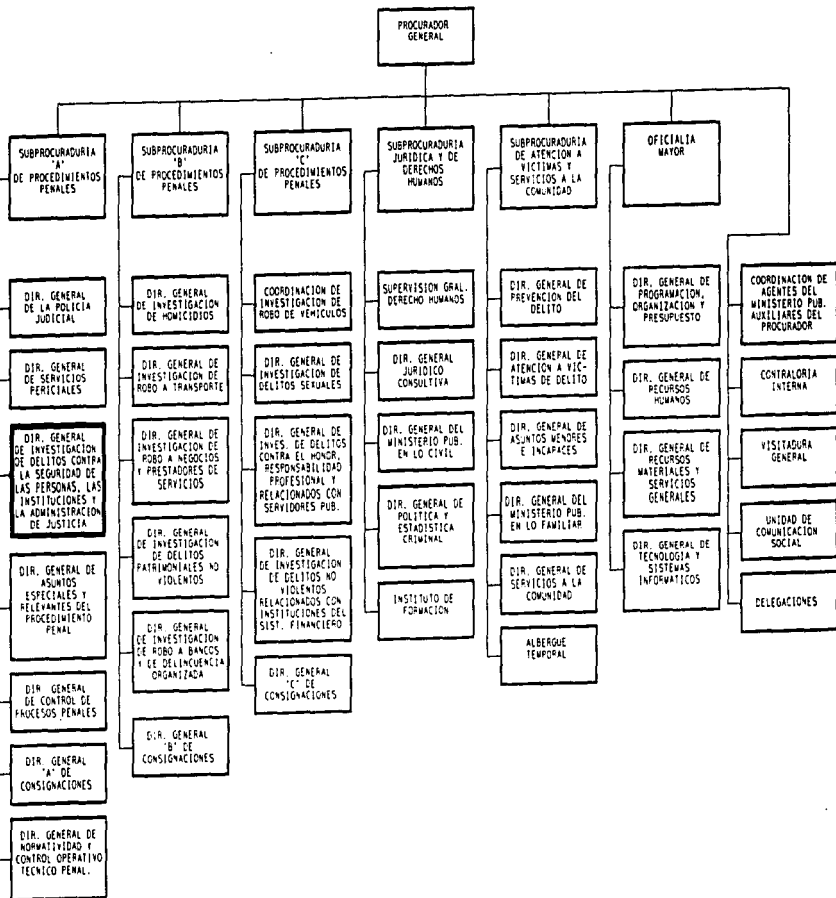 PROCURADOR
GENERAL
SUBPROCURADURIA
"A"
DE PROCEDIMIENTOS
PENALES
SUBPROCURADURIA
"B"
DE PROCEDIMIENTOS
PENALES
SUBPROCURADURIA
"C"
DE PROCEDIMIENTOS
PENALES
SUBPROCURADURIA
JURIDICA Y DE
DERECHOS
HUMANOS
SUBPROCURADURIA
DE ATENCION A
VICTIMAS Y
SERVICIOS A LA
COMUNIDAD
OFICIALIA
MAYOR
DIR. GENERAL
DE LA POLICIA
JUDICIAL
DIR. GENERAL
DE SERVICIOS
PERICIALES
DIR. GENERAL
DE INVESTIGACION
DE DELITOS CONTRA
LA SEGURIDAD DE
LAS PERSONAS, LAS
INSTITUCIONES Y
LA ADMINISTRACION
DE JUSTICIA
DIR. GENERAL DE
ASUNTOS
ESPECIALES Y
RELEVANTES DEL
PROCEDIMIENTO
PENAL
DIR. GENERAL
DE CONTROL DE
PROCESOS PENALES
DIR. GENERAL
"A" DE
CONSIGNACIONES
DIR. GENERAL DE
NORMATIVIDAD Y
CONTROL OPERATIVO
TECNICO PENAL.
DIR. GENERAL DE
INVESTIGACION
DE HOMICIDIOS
DIR. GENERAL DE
INVESTIGACION DE
ROBO A TRANSPORTE
DIR. GENERAL DE
INVESTIGACION DE
ROBO A NEGOCIOS
Y PRESTADORES DE
SERVICIOS
DIR. GENERAL
DE INVESTIGACION
DE DELITOS
PATRIMONIALES NO
VIOLENTOS
DIR. GENERAL
DE INVESTIGACION
DE ROBO A BANCOS
Y DE DELINCUENCIA
ORGANIZADA
DIR. GENERAL
"B" DE
CONSIGNACIONES
COORDINACION DE
INVESTIGACION DE
ROBO DE VEHICULOS
DIR. GENERAL DE
INVESTIGACION DE
DELITOS SEXUALES
DIR. GENERAL DE
INVES. DE DELITOS
CONTRA EL HONOR,
RESPONSABILIDAD
PROFESIONAL Y
RELACIONADOS CON
SERVIDORES PUB.
DIR. GENERAL
DE INVESTIGACION
DE DELITOS NO
VIOLENTOS
RELACIONADOS CON
INSTITUCIONES DEL
SIST. FINANCIERO
DIR. GENERAL
"C" DE
CONSIGNACIONES
SUPERVISION GRAL.
DERECHO HUMANOS
DIR. GENERAL
JURIDICO
CONSULTIVA
DIR. GENERAL DEL
MINISTERIO PUB.
EN LO CIVIL
DIR. GENERAL DE
POLITICA Y
ESTADISTICA
CRIMINAL
INSTITUTO DE
FORMACION
DIR. GENERAL DE
PREVENCION DEL
DELITO
DIR. GENERAL DE
ATENCION A VIC-
TIMAS DE DELITO
DIR. GENERAL DE
ASUNTOS MENORES
E INCAPACES
DIR. GENERAL DEL
MINISTERIO PUB.
EN LO FAMILIAR
DIR. GENERAL DE
SERVICIOS A LA
COMUNIDAD
ALBERGUE
TEMPORAL
DIR. GENERAL DE
PROGRAMACION,
ORGANIZACION Y
PRESUPUESTO
DIR. GENERAL DE
RECURSOS
HUMANOS
DIR. GENERAL DE
RECURSOS
MATERIALES Y
SERVICIOS
GENERALES
DIR. GENERAL DE
TECNOLOGIA Y
SISTEMAS
INFORMATICOS
COORDINACION DE
AGENTES DEL
MINISTERIO PUB.
AUXILIARES DEL
PROCURADOR
CONTRALORIA
INTERNA
VISITADURIA
GENERAL
UNIDAD DE
COMUNICACION
SOCIAL
DELEGACIONES